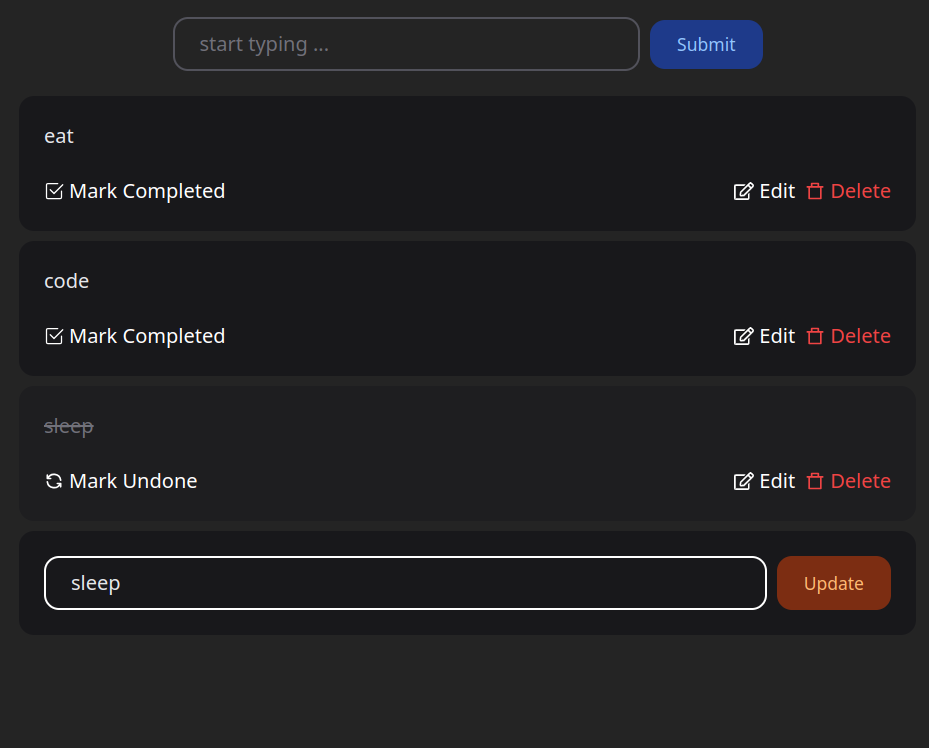 start typing ...
Submit
eat
Mark Completed
Edit
Delete
code
Mark Completed
Edit
Delete
sleep
Mark Undone
Edit
Delete
sleep
Update